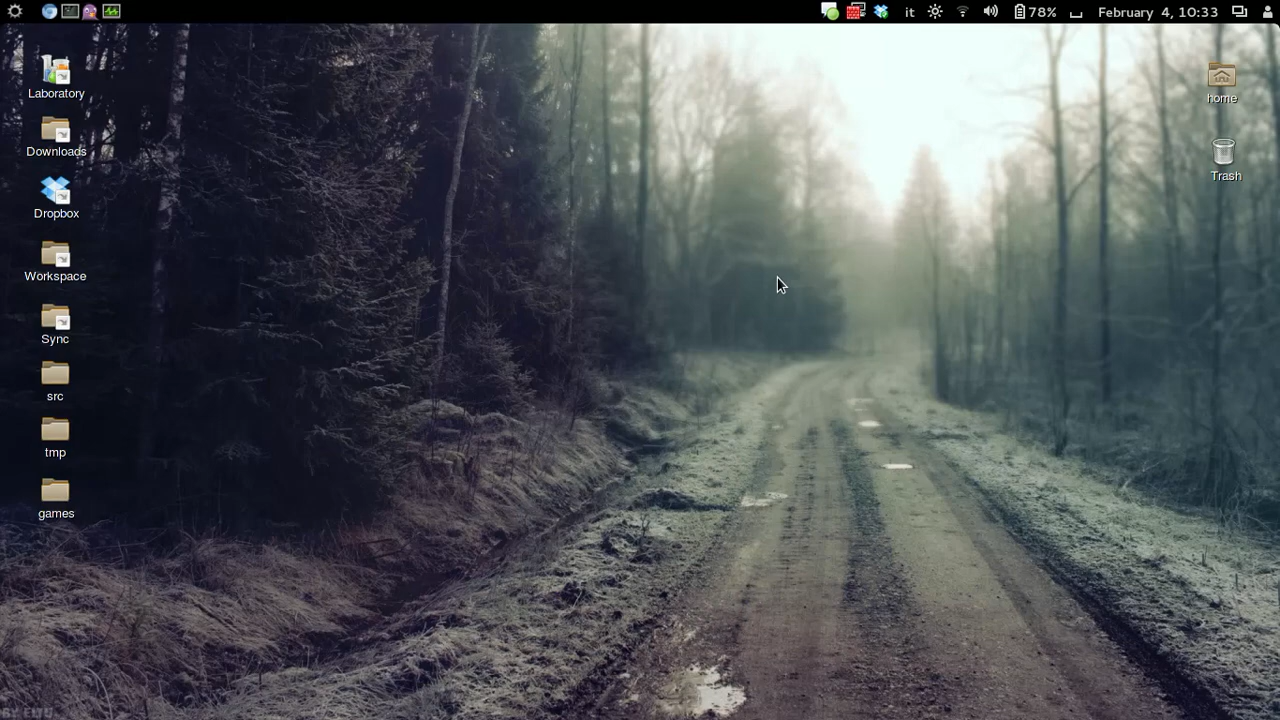 it 78% February 4, 10:33
Laboratory
Downloads
Dropbox
Workspace
Sync
src
tmp
games
home
Trash